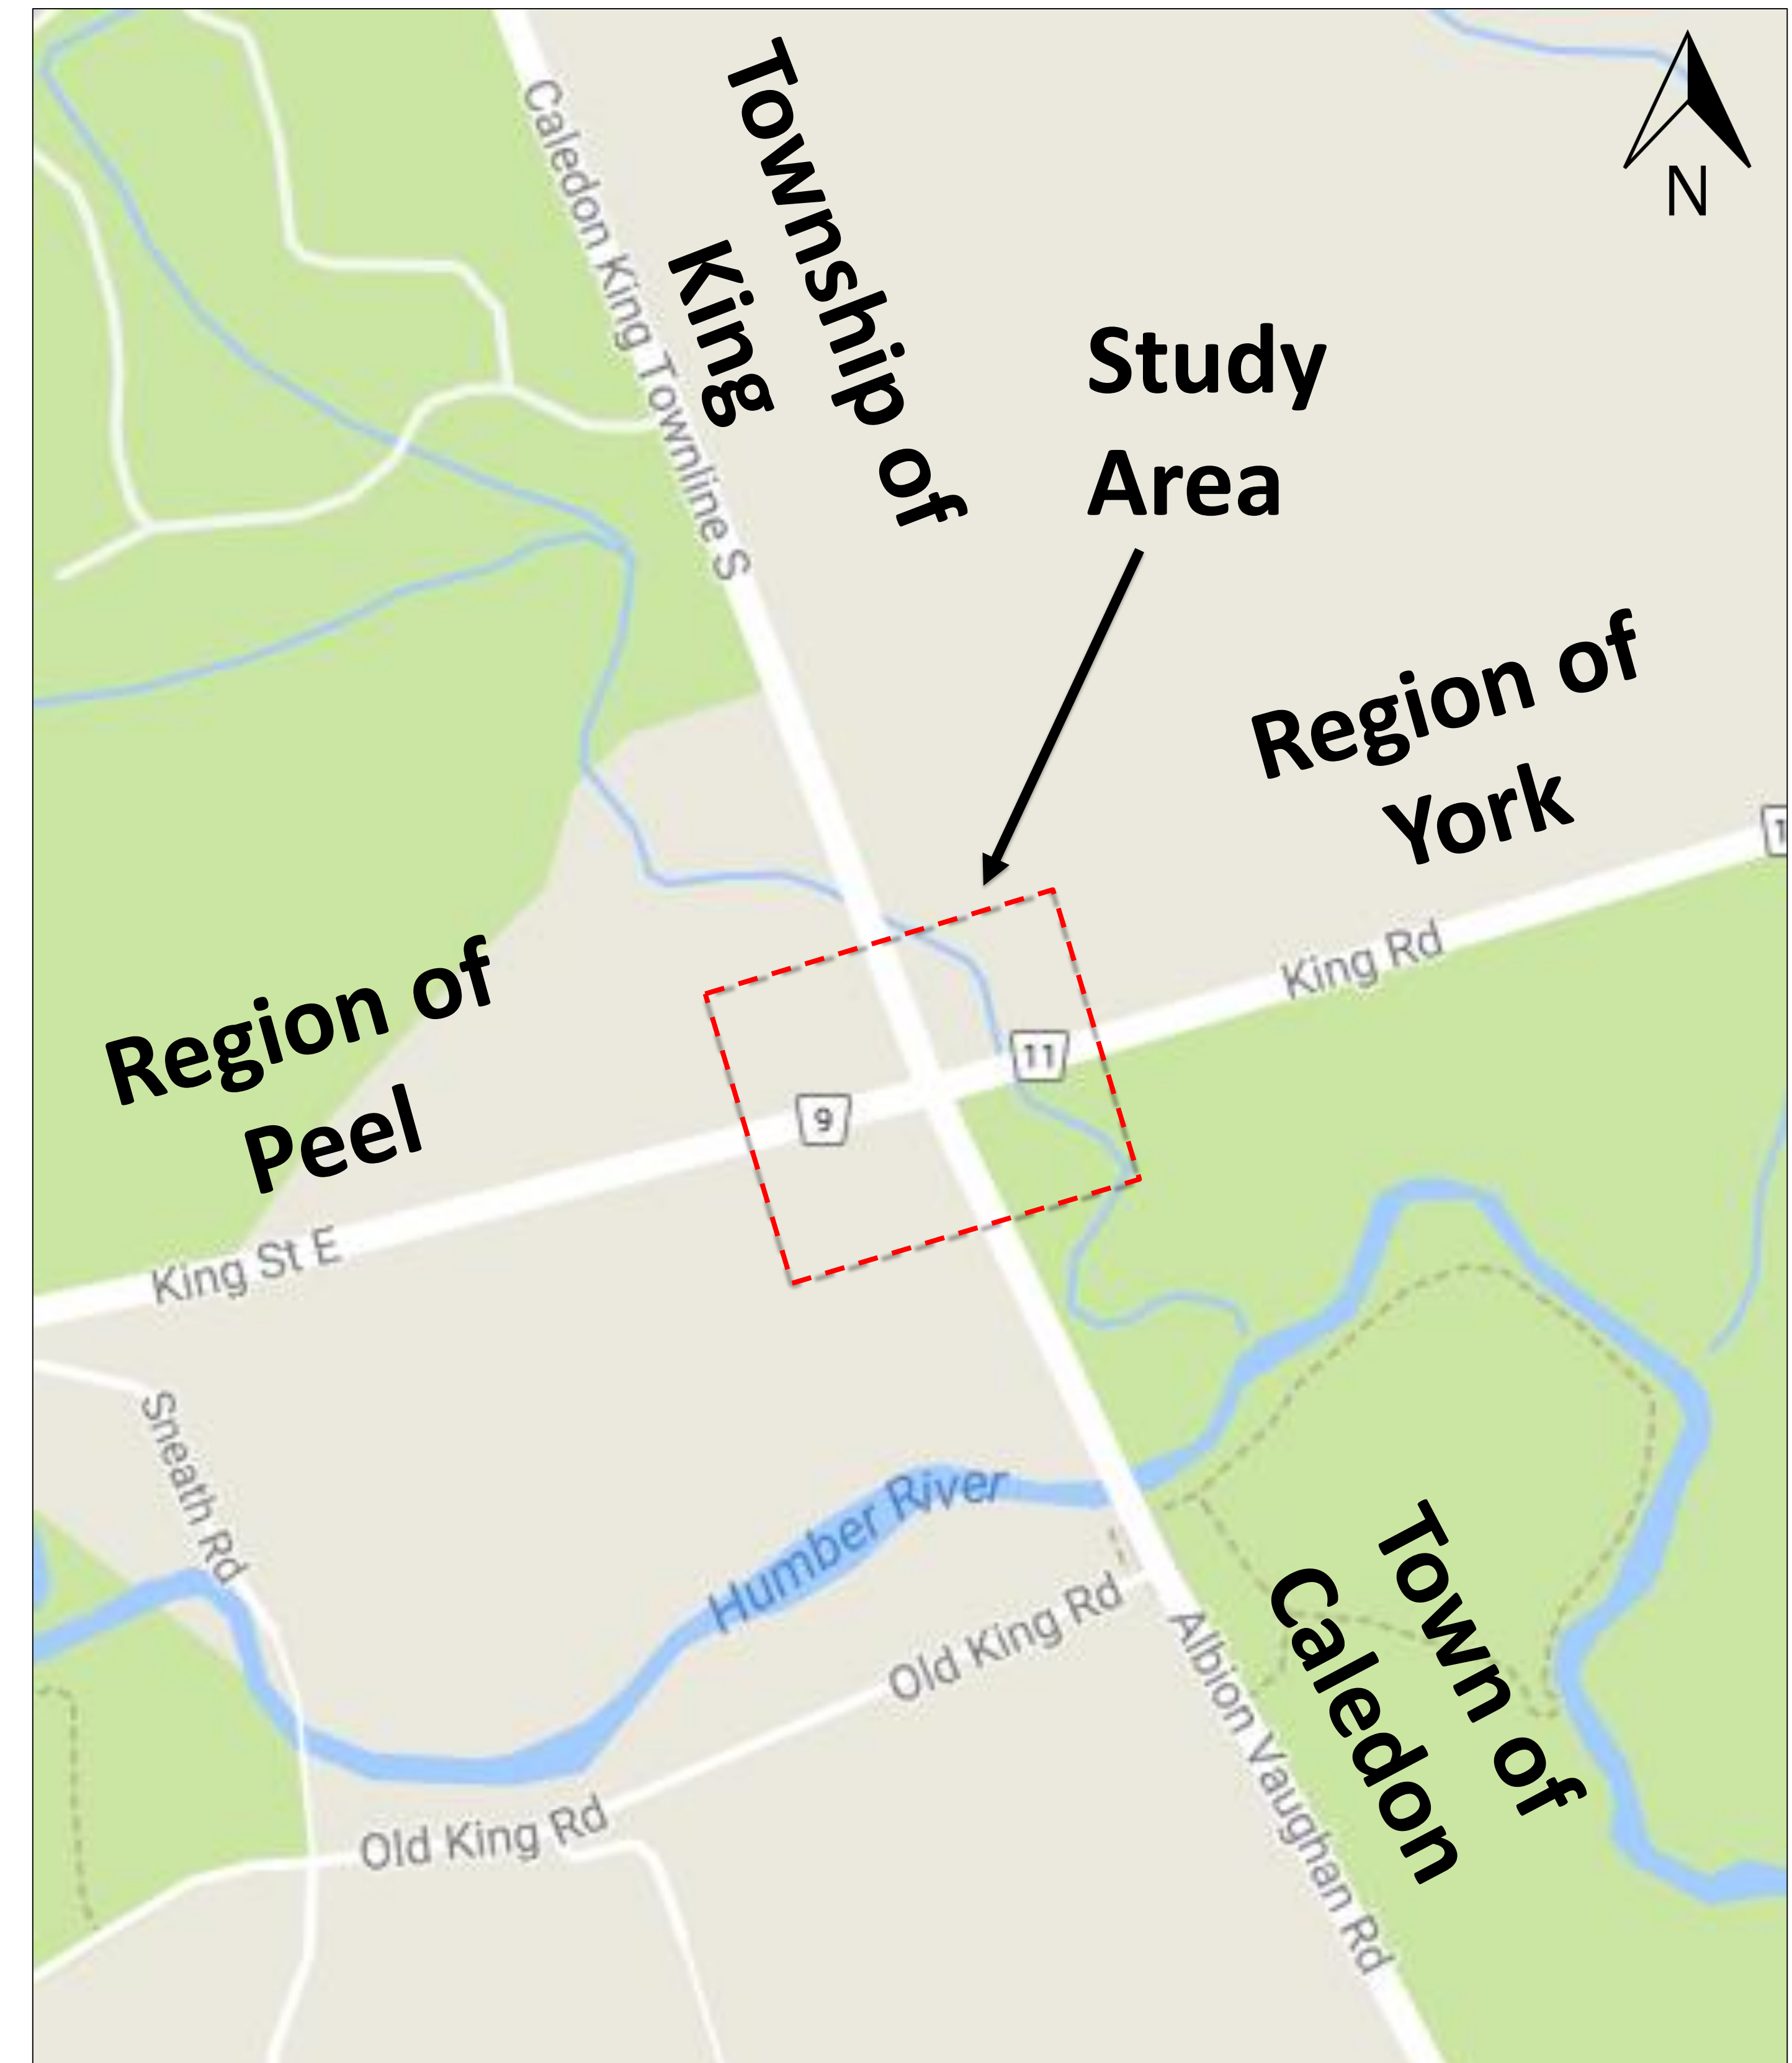 Caledon King Townline S
Township of
King
N
Study
Area
Region of
York
1
King Rd
11
9
Region of
Peel
King St E
Sneath Rd
Humber River
Old King Rd
Old King Rd
Albion Vaughan Rd
Town of
Caledon